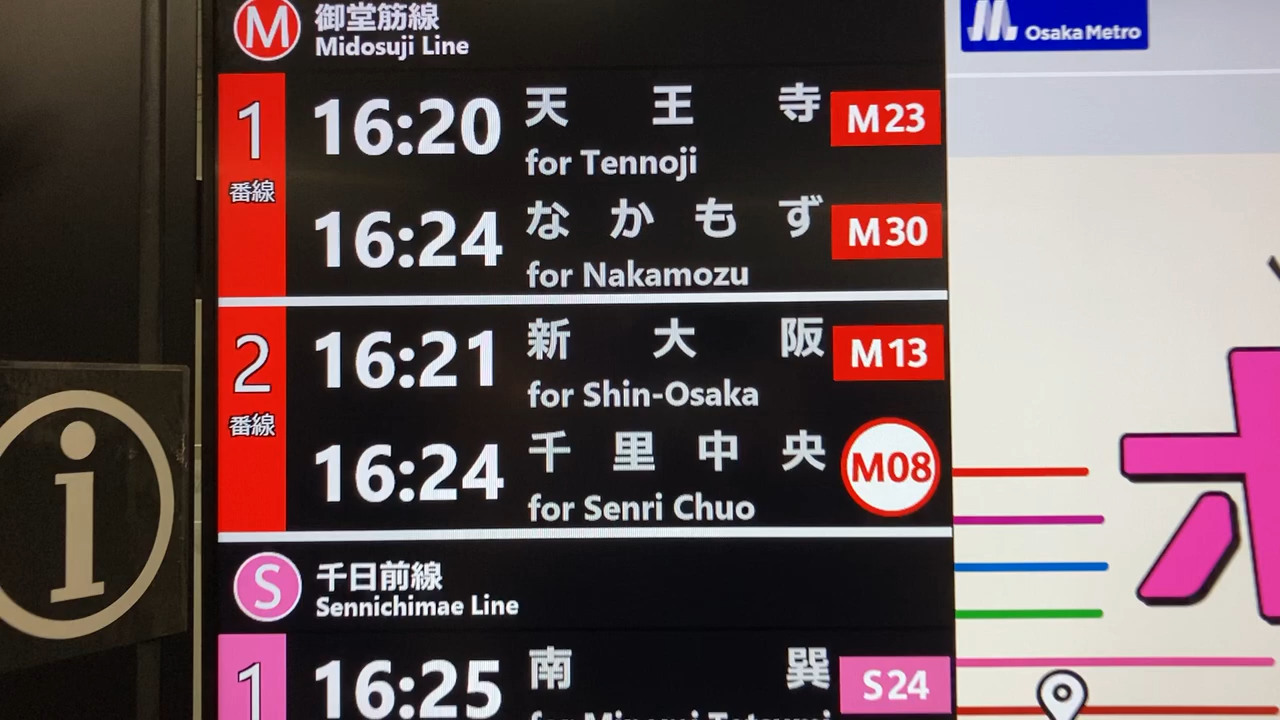 M 御堂筋線
Midosuji Line
Osaka Metro
1 番線
16:20 天王寺 M23
for Tennoji
16:24 なかもず M30
for Nakamozu
2 番線
16:21 新大阪 M13
for Shin-Osaka
16:24 千里中央 M08
for Senri Chuo
S 千日前線
Sennichimae Line
1
16:25 南巽 S24
i